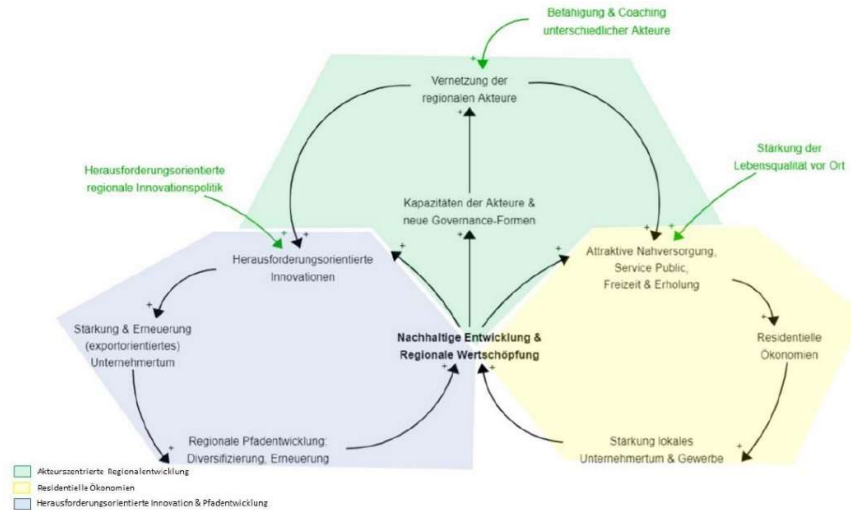 Befähigung & Coaching
unterschiedlicher Akteure
+
Vernetzung der
regionalen Akteure
+
Herausforderungsorientierte
regionale Innovationspolitik
Stärkung der
Lebensqualität vor Ort
Kapazitäten der Akteure &
neue Governance-Formen
+
+ +
+ +
Herausforderungsorientierte
Innovationen
+
+
Attraktive Nahversorgung,
Service Public,
Freizeit & Erholung
+
Stärkung & Erneuerung
(exportorientiertes)
Unternehmertum
Nachhaltige Entwicklung &
Regionale Wertschöpfung
+
Residentielle
Ökonomien
+
+
+
Regionale Pfadentwicklung:
Diversifizierung, Erneuerung
Stärkung lokales
Unternehmertum & Gewerbe
+
Akteurszentrierte Regionalentwicklung
Residentielle Ökonomien
Herausforderungsorientierte Innovation & Pfadentwicklung